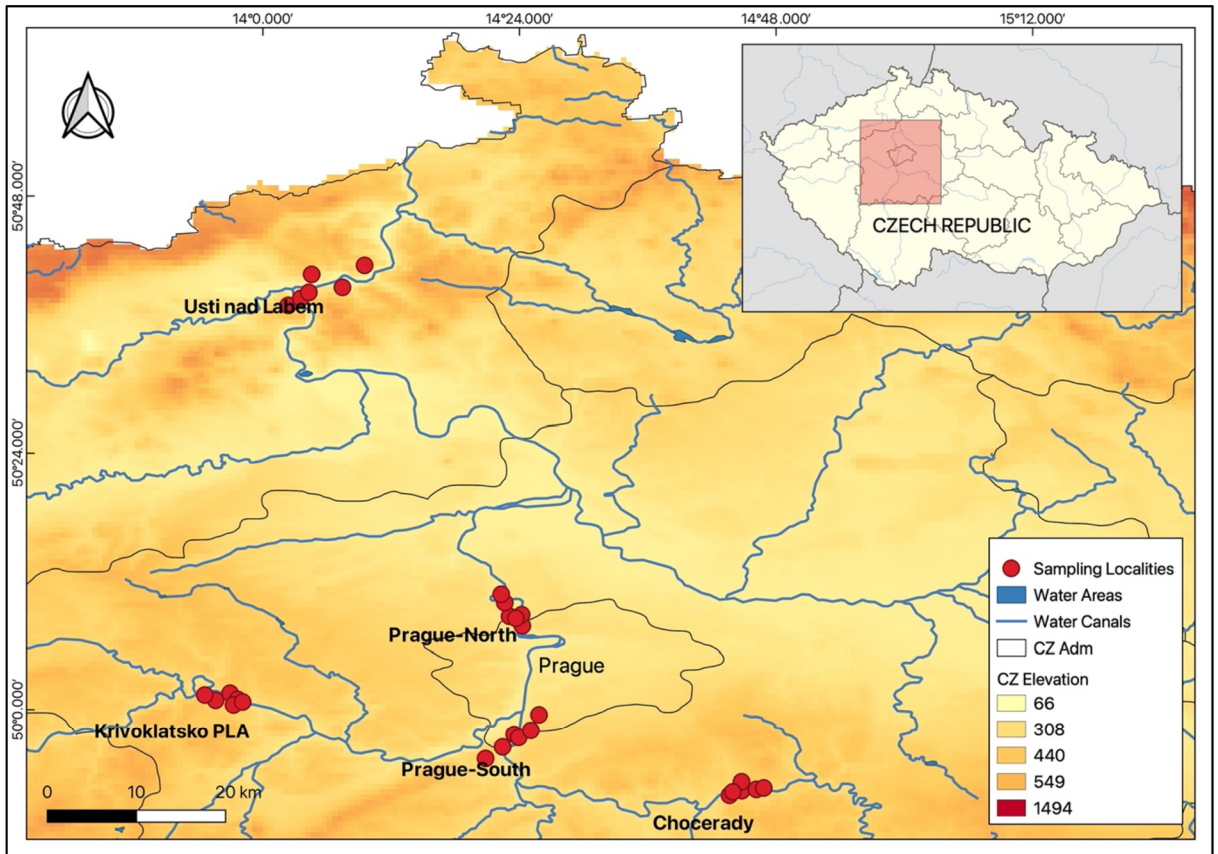 14°0.000'
14°24.000'
14°48.000'
15°12.000'
50°48.000'
50°24.000'
50°0.000'
CZECH REPUBLIC
Usti nad Labem
Prague-North
Prague
Krivoklatsko PLA
Prague-South
Chocerady
0
10
20 km
Sampling Localities
Water Areas
Water Canals
CZ Adm
CZ Elevation
66
308
440
549
1494